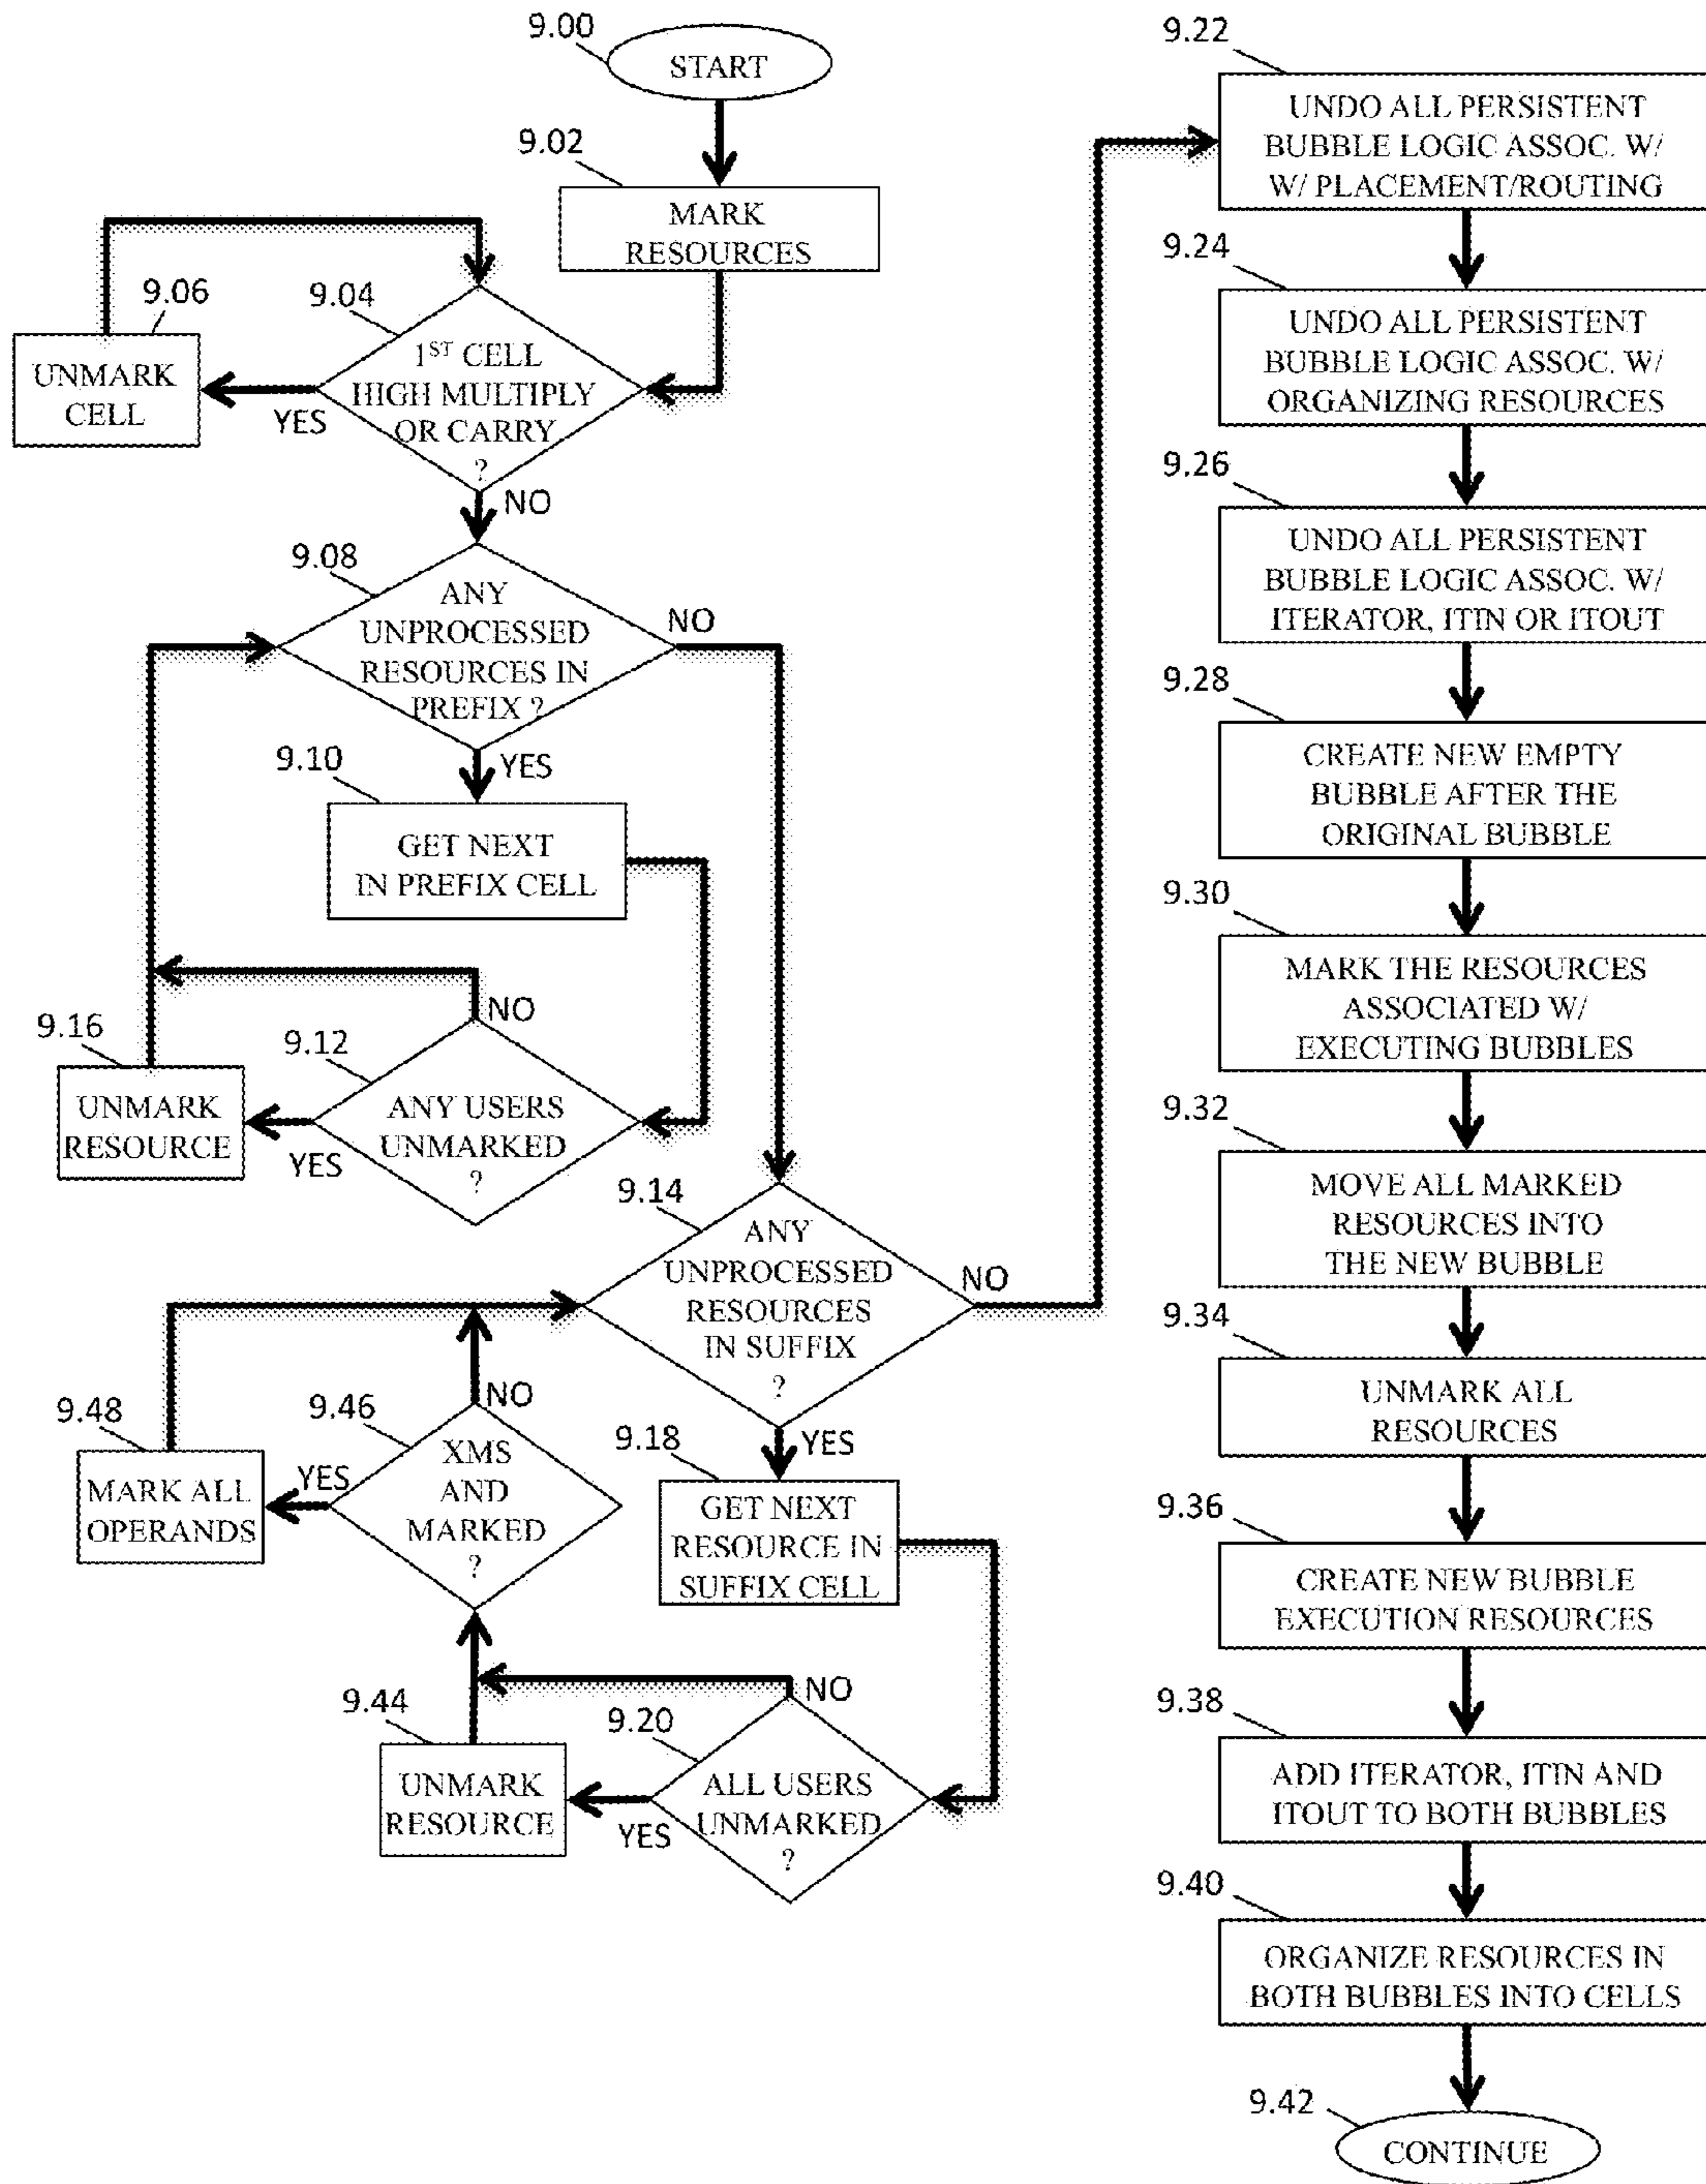 9.00
START
9.02
MARK
RESOURCES
9.06
UNMARK
CELL
9.04
1ST CELL
HIGH MULTIPLY
OR CARRY
?
YES
NO
9.08
ANY
UNPROCESSED
RESOURCES IN
PREFIX ?
NO
YES
9.10
GET NEXT
IN PREFIX CELL
9.16
UNMARK
RESOURCE
9.12
ANY USERS
UNMARKED
?
NO
YES
9.14
ANY
UNPROCESSED
RESOURCES
IN SUFFIX
?
NO
YES
9.48
MARK ALL
OPERANDS
9.46
XMS
AND
MARKED
?
NO
YES
9.18
GET NEXT
RESOURCE IN
SUFFIX CELL
9.44
UNMARK
RESOURCE
9.20
ALL USERS
UNMARKED
?
NO
YES
9.22
UNDO ALL PERSISTENT
BUBBLE LOGIC ASSOC. W/
W/ PLACEMENT/ROUTING
9.24
UNDO ALL PERSISTENT
BUBBLE LOGIC ASSOC. W/
ORGANIZING RESOURCES
9.26
UNDO ALL PERSISTENT
BUBBLE LOGIC ASSOC. W/
ITERATOR, ITIN OR ITOUT
9.28
CREATE NEW EMPTY
BUBBLE AFTER THE
ORIGINAL BUBBLE
9.30
MARK THE RESOURCES
ASSOCIATED W/
EXECUTING BUBBLES
9.32
MOVE ALL MARKED
RESOURCES INTO
THE NEW BUBBLE
9.34
UNMARK ALL
RESOURCES
9.36
CREATE NEW BUBBLE
EXECUTION RESOURCES
9.38
ADD ITERATOR, ITIN AND
ITOUT TO BOTH BUBBLES
9.40
ORGANIZE RESOURCES IN
BOTH BUBBLES INTO CELLS
9.42
CONTINUE